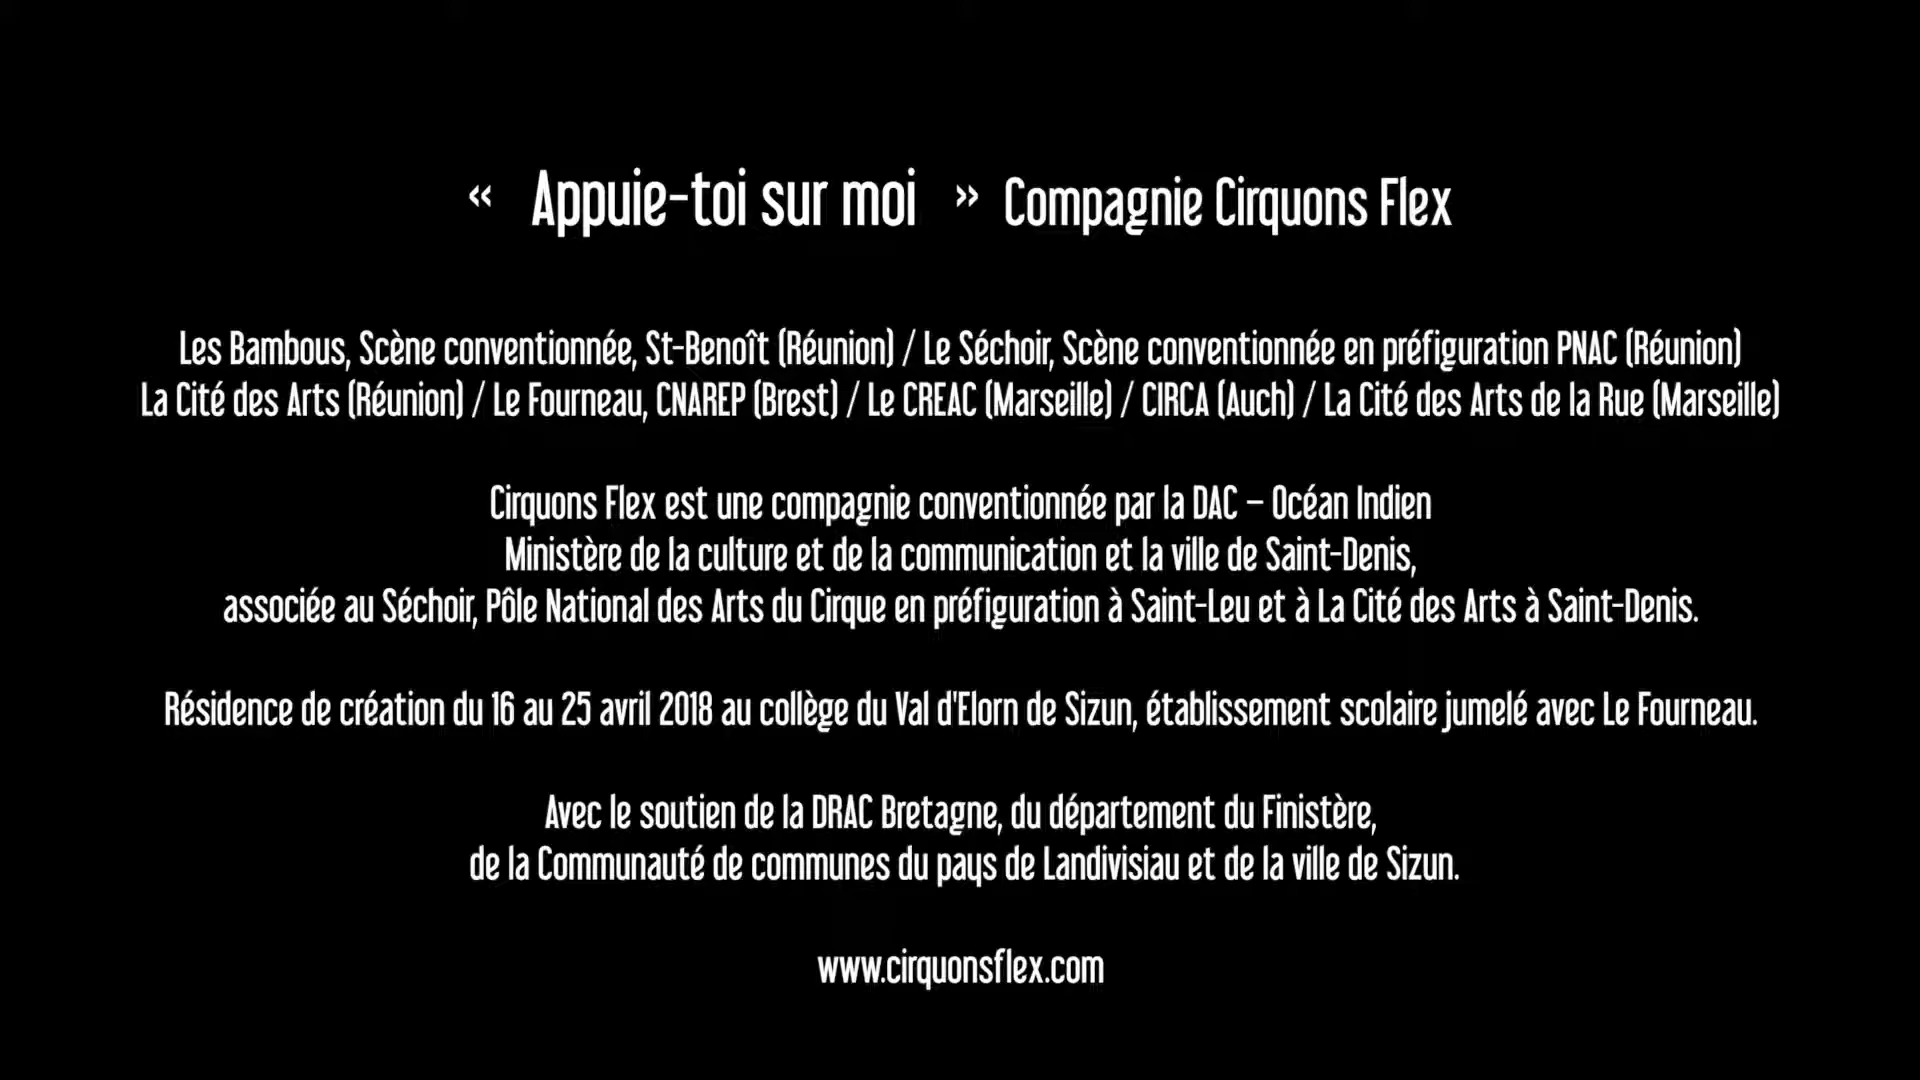 « Appuie-toi sur moi » Compagnie Cirquons Flex
Les Bambous, Scène conventionnée, St-Benoît (Réunion) / Le Séchoir, Scène conventionnée en préfiguration PNAC (Réunion)
La Cité des Arts (Réunion) / Le Fourneau, CNAREP (Brest) / Le CREAC (Marseille) / CIRCA (Auch) / La Cité des Arts de la Rue (Marseille)
Cirquons Flex est une compagnie conventionnée par la DAC – Océan Indien
Ministère de la culture et de la communication et la ville de Saint-Denis,
associée au Séchoir, Pôle National des Arts du Cirque en préfiguration à Saint-Leu et à La Cité des Arts à Saint-Denis.
Résidence de création du 16 au 25 avril 2018 au collège du Val d'Elorn de Sizun, établissement scolaire jumelé avec Le Fourneau.
Avec le soutien de la DRAC Bretagne, du département du Finistère,
de la Communauté de communes du pays de Landivisiau et de la ville de Sizun.
www.cirquonsflex.com